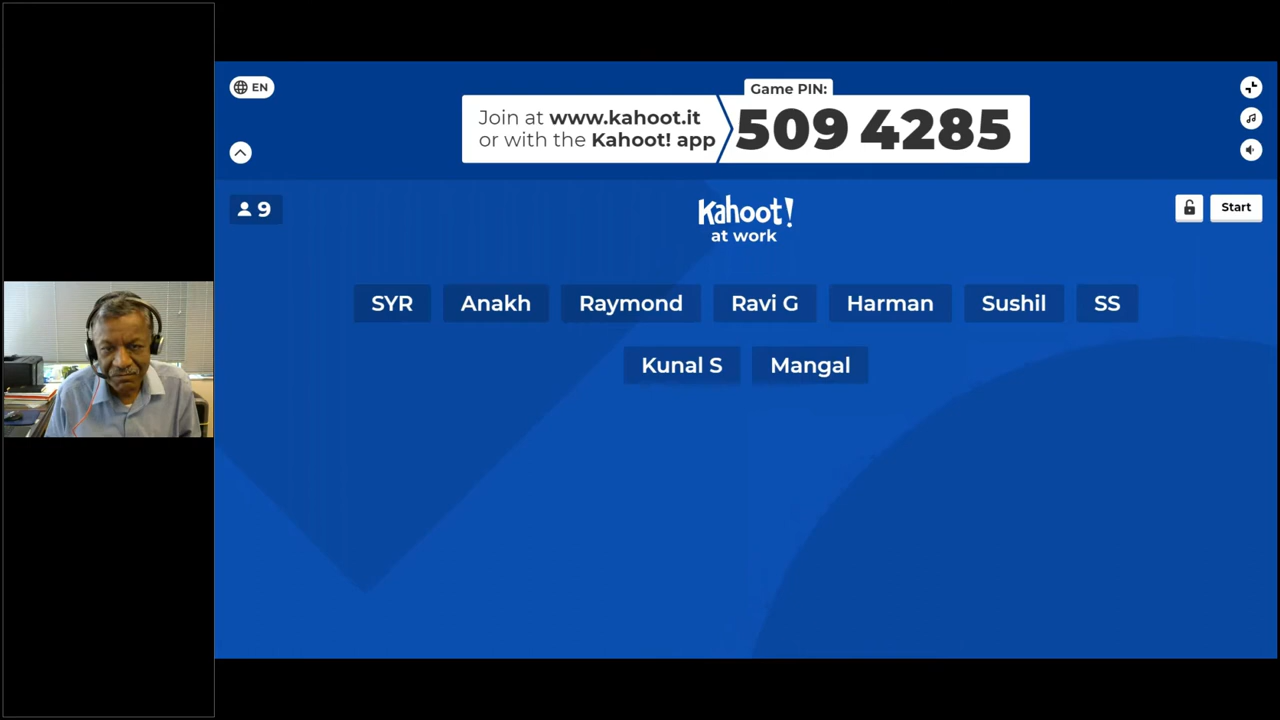 EN
Game PIN:
Join at www.kahoot.it
or with the Kahoot! app
509 4285
9
Kahoot!
at work
Start
SYR Anakh Raymond Ravi G Harman Sushil SS
Kunal S Mangal